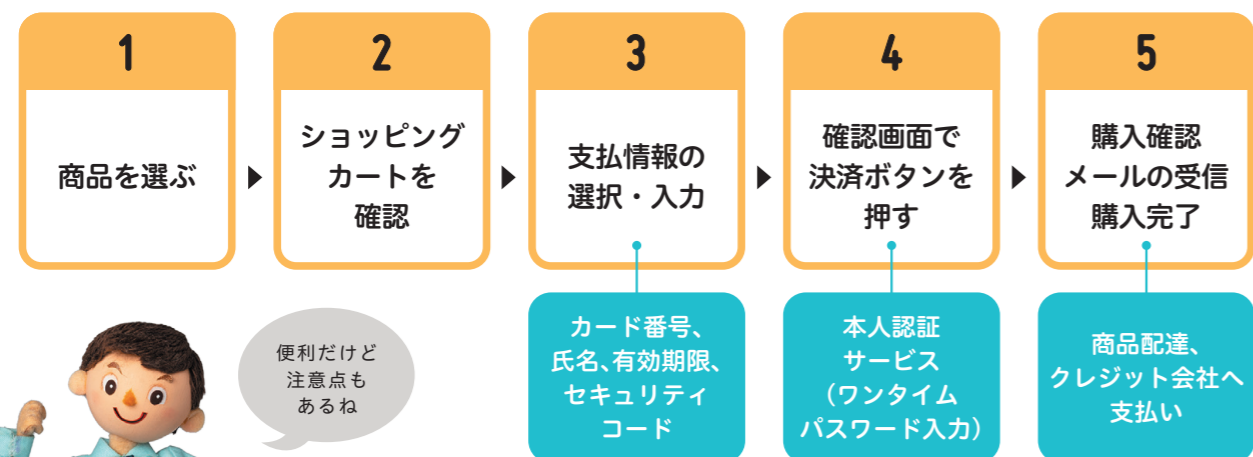 1
商品を選ぶ
2
ショッピング
カートを
確認
3
支払情報の
選択・入力
4
確認画面で
決済ボタンを
押す
5
購入確認
メールの受信
購入完了
カード番号、
氏名、有効期限、
セキュリティ
コード
本人認証
サービス
（ワンタイム
パスワード入力）
商品配達、
クレジット会社へ
支払い
便利だけど
注意点も
あるね